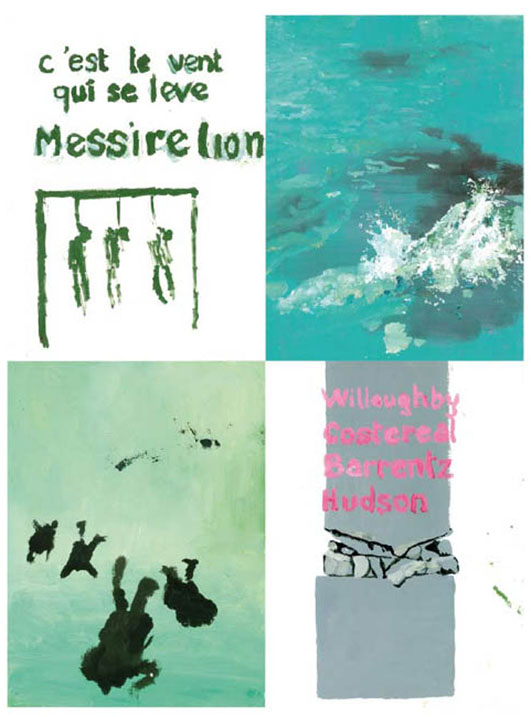 c'est le vent
qui se leve
Messire lion
Willoughby
Costereal
Barrentz
Hudson